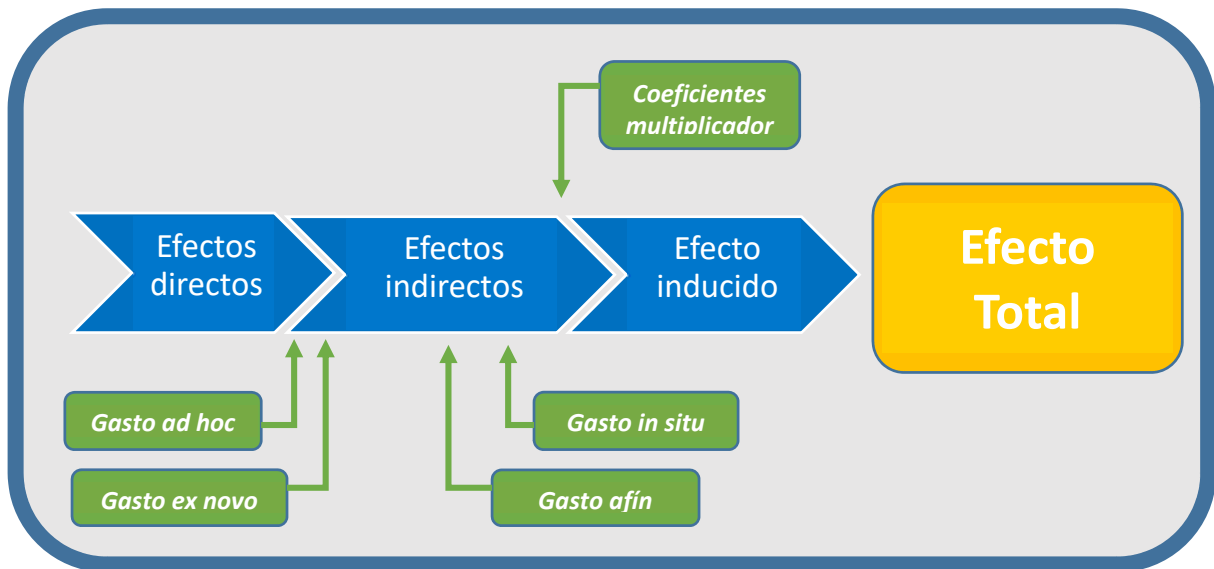 Coeficientes
multiplicador
Efectos
directos
Efectos
indirectos
Efecto
inducido
Efecto
Total
Gasto ad hoc
Gasto in situ
Gasto ex novo
Gasto afín